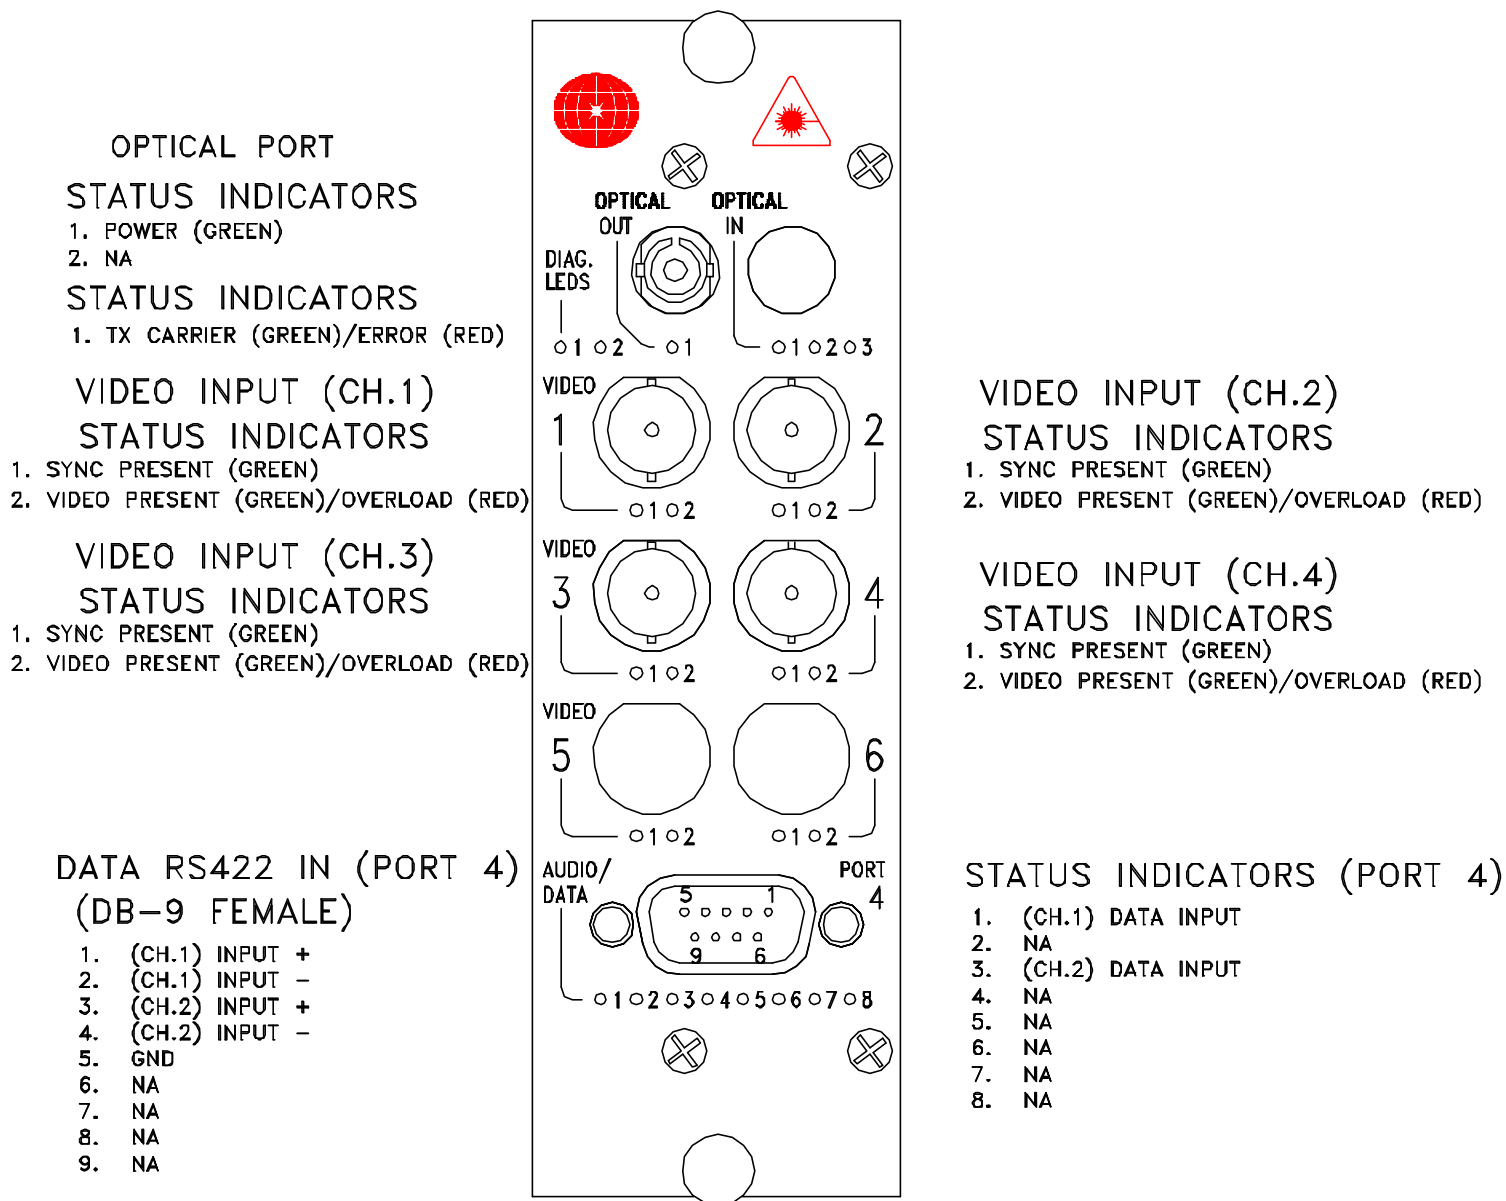 OPTICAL PORT
STATUS INDICATORS
1. POWER (GREEN)
2. NA
STATUS INDICATORS
1. TX CARRIER (GREEN)/ERROR (RED)
VIDEO INPUT (CH.1)
STATUS INDICATORS
1. SYNC PRESENT (GREEN)
2. VIDEO PRESENT (GREEN)/OVERLOAD (RED)
VIDEO INPUT (CH.3)
STATUS INDICATORS
1. SYNC PRESENT (GREEN)
2. VIDEO PRESENT (GREEN)/OVERLOAD (RED)
DATA RS422 IN (PORT 4)
(DB-9 FEMALE)
1. (CH.1) INPUT +
2. (CH.1) INPUT -
3. (CH.2) INPUT +
4. (CH.2) INPUT -
5. GND
6. NA
7. NA
8. NA
9. NA
OPTICAL OPTICAL
OUT IN
DIAG.
LEDS
1 2 1 1 2 3
VIDEO
1 2
1 2 1 2
VIDEO
3 4
1 2 1 2
VIDEO
5 6
1 2 1 2
AUDIO/ PORT
DATA 4
5 1
9 6
1 2 3 4 5 6 7 8
VIDEO INPUT (CH.2)
STATUS INDICATORS
1. SYNC PRESENT (GREEN)
2. VIDEO PRESENT (GREEN)/OVERLOAD (RED)
VIDEO INPUT (CH.4)
STATUS INDICATORS
1. SYNC PRESENT (GREEN)
2. VIDEO PRESENT (GREEN)/OVERLOAD (RED)
STATUS INDICATORS (PORT 4)
1. (CH.1) DATA INPUT
2. NA
3. (CH.2) DATA INPUT
4. NA
5. NA
6. NA
7. NA
8. NA